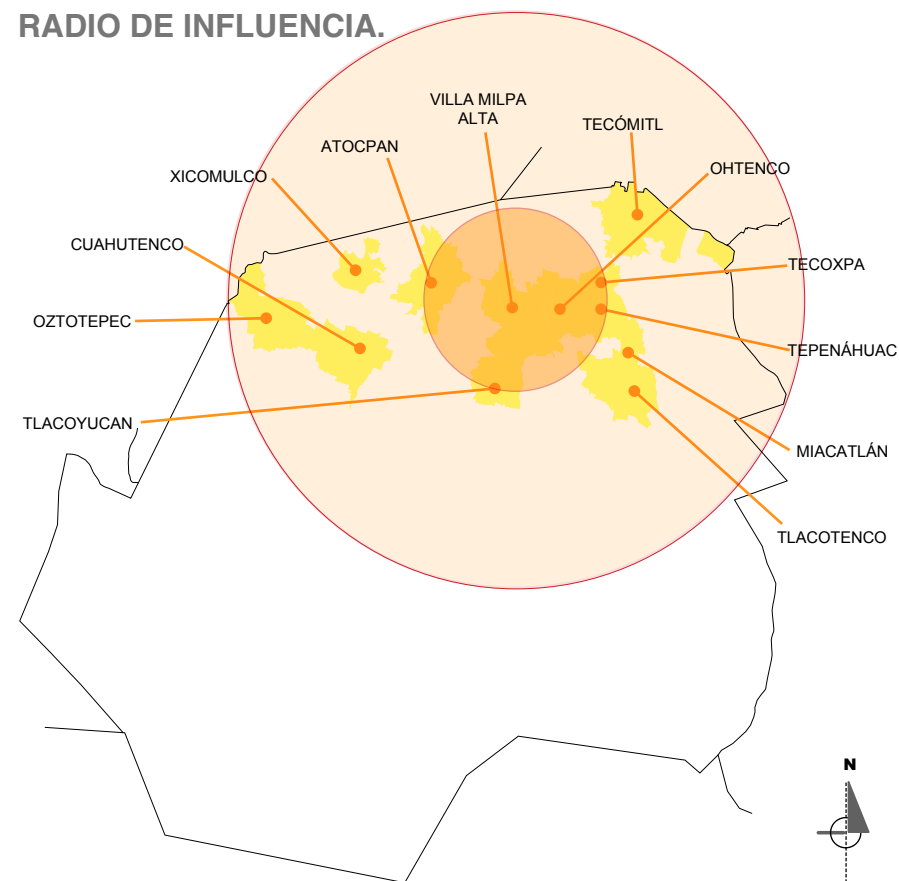 RADIO DE INFLUENCIA.
VILLA MILPA
ALTA
TECÓMITL
ATOCPAN
OHTENCO
XICOMULCO
CUAHUTENCO
TECOXPA
OZTOTEPEC
TEPENÁHUAC
TLACOYUCAN
MIACATLÁN
TLACOTENCO
N